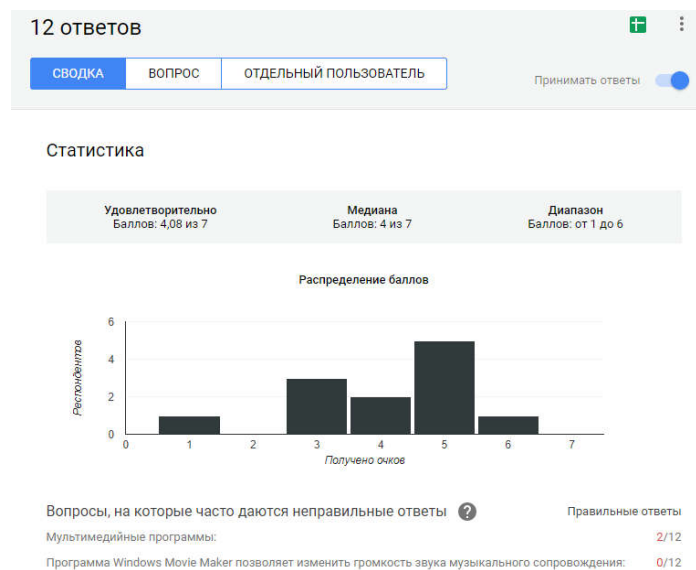 12 ответов
СВОДКА ВОПРОС ОТДЕЛЬНЫЙ ПОЛЬЗОВАТЕЛЬ
Принимать ответы
Статистика
Удовлетворительно Медиана Диапазон
Баллов: 4,08 из 7 Баллов: 4 из 7 Баллов: от 1 до 6
Распределение баллов
Респондентов
6
4
2
0
0 1 2 3 4 5 6 7
Получено очков
Вопросы, на которые часто даются неправильные ответы ? Правильные ответы
Мультимедийные программы: 2/12
Программа Windows Movie Maker позволяет изменить громкость звука музыкального сопровождения: 0/12